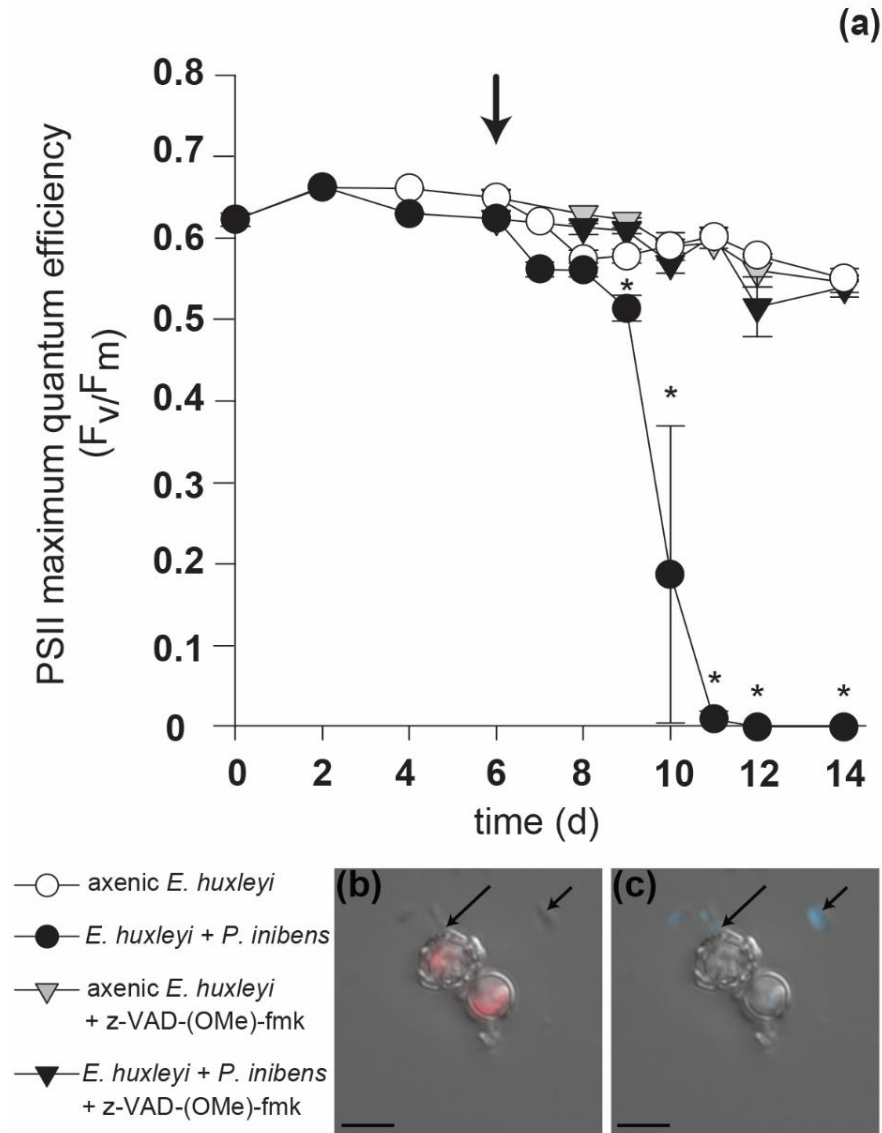 (a)
PSII maximum quantum efficiency
(Fv/Fm)
0.8
0.7
0.6
0.5
0.4
0.3
0.2
0.1
0
*
*
*
*
*
0 2 4 6 8 10 12 14
time (d)
axenic E. huxleyi
E. huxleyi + P. inibens
axenic E. huxleyi
+ z-VAD-(OMe)-fmk
E. huxleyi + P. inibens
+ z-VAD-(OMe)-fmk
(b)
(c)